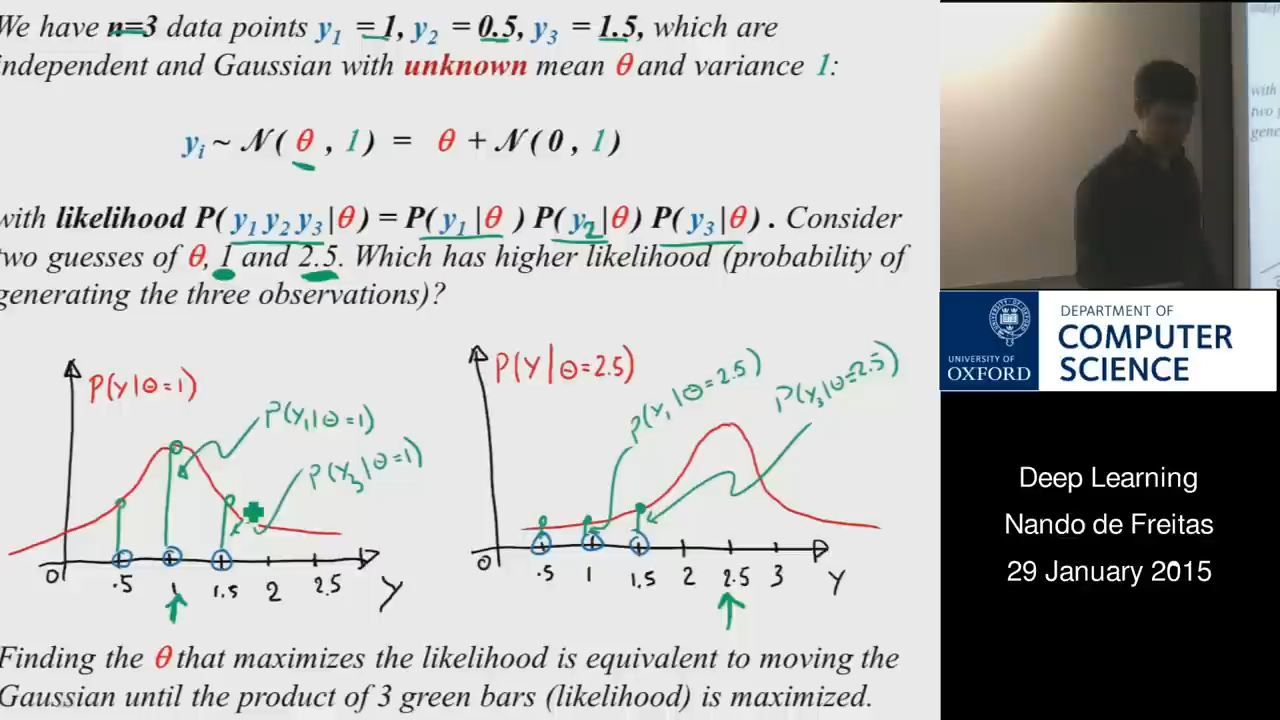 We have n=3 data points y1 = 1, y2 = 0.5, y3 = 1.5, which are
independent and Gaussian with unknown mean θ and variance 1:
yi ~ N( θ , 1 ) = θ + N( 0 , 1 )
with likelihood P( y1 y2 y3 |θ ) = P( y1 |θ ) P( y2 |θ ) P( y3 |θ ) . Consider
two guesses of θ, 1 and 2.5. Which has higher likelihood (probability of
generating the three observations)?
P(Y|θ=1)
P(Y1|θ=1)
P(Y3|θ=1)
0 .5 1 1.5 2 2.5 Y
P(Y|θ=2.5)
P(Y1|θ=2.5)
P(Y3|θ=2.5)
0 .5 1 1.5 2 2.5 3 Y
Finding the θ that maximizes the likelihood is equivalent to moving the
Gaussian until the product of 3 green bars (likelihood) is maximized.
with
two
UNIVERSITY OF
OXFORD
DEPARTMENT OF
COMPUTER
SCIENCE
Deep Learning
Nando de Freitas
29 January 2015